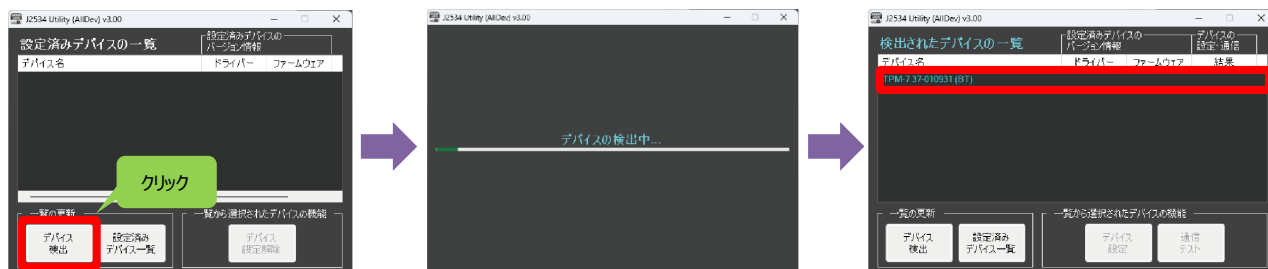 J2534 Utility (AllDev) v3.00
設定済みデバイスの一覧
設定済みデバイスの
バージョン情報
デバイス名
ドライバー
ファームウェア
クリック
一覧の更新
一覧から選択されたデバイスの機能
デバイス
検出
設定済み
デバイス一覧
デバイス
設定解除
J2534 Utility (AllDev) v3.00
デバイスの検出中...
J2534 Utility (AllDev) v3.00
検出されたデバイスの一覧
設定済みデバイスの
バージョン情報
デバイスの
設定・通信
デバイス名
ドライバー
ファームウェア
結果
TPM-7 37-010931 (BT)
一覧の更新
一覧から選択されたデバイスの機能
デバイス
検出
設定済み
デバイス一覧
デバイス
設定
通信
テスト